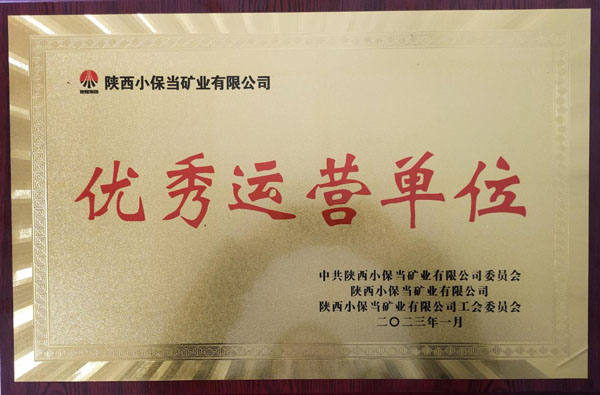 陕西小保当矿业有限公司
优秀运营单位
中共陕西小保当矿业有限公司委员会
陕西小保当矿业有限公司
陕西小保当矿业有限公司工会委员会
二〇二三年一月